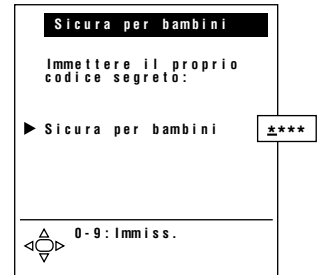 Sicura per bambini
Immettere il proprio
codice segreto:
Sicura per bambini ****
0-9:Immiss.